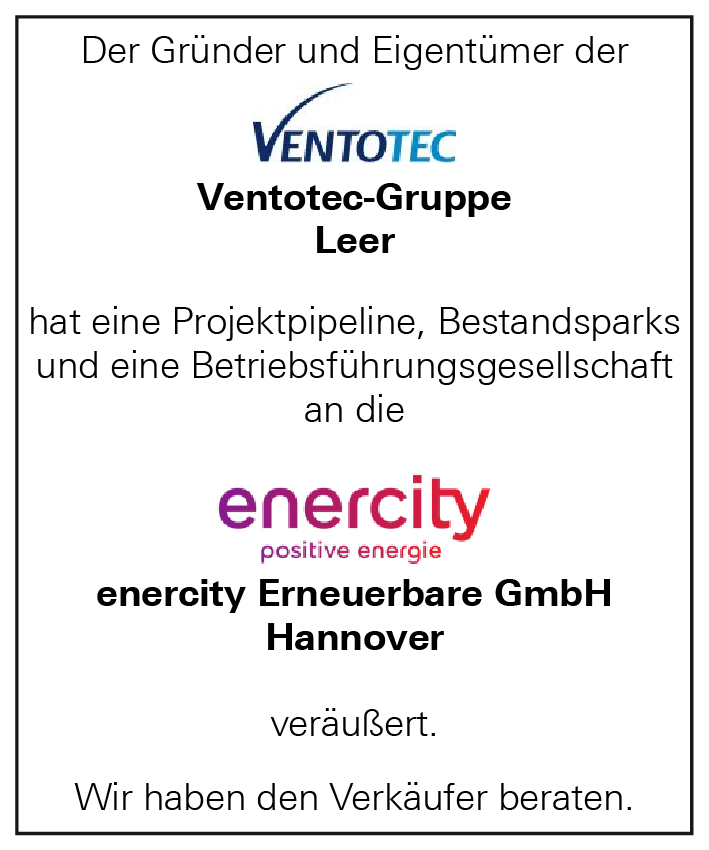 Der Gründer und Eigentümer der
VENTOTEC
Ventotec-Gruppe
Leer
hat eine Projektpipeline, Bestandsparks
und eine Betriebsführungsgesellschaft
an die
enercity
positive energie
enercity Erneuerbare GmbH
Hannover
veräußert.
Wir haben den Verkäufer beraten.